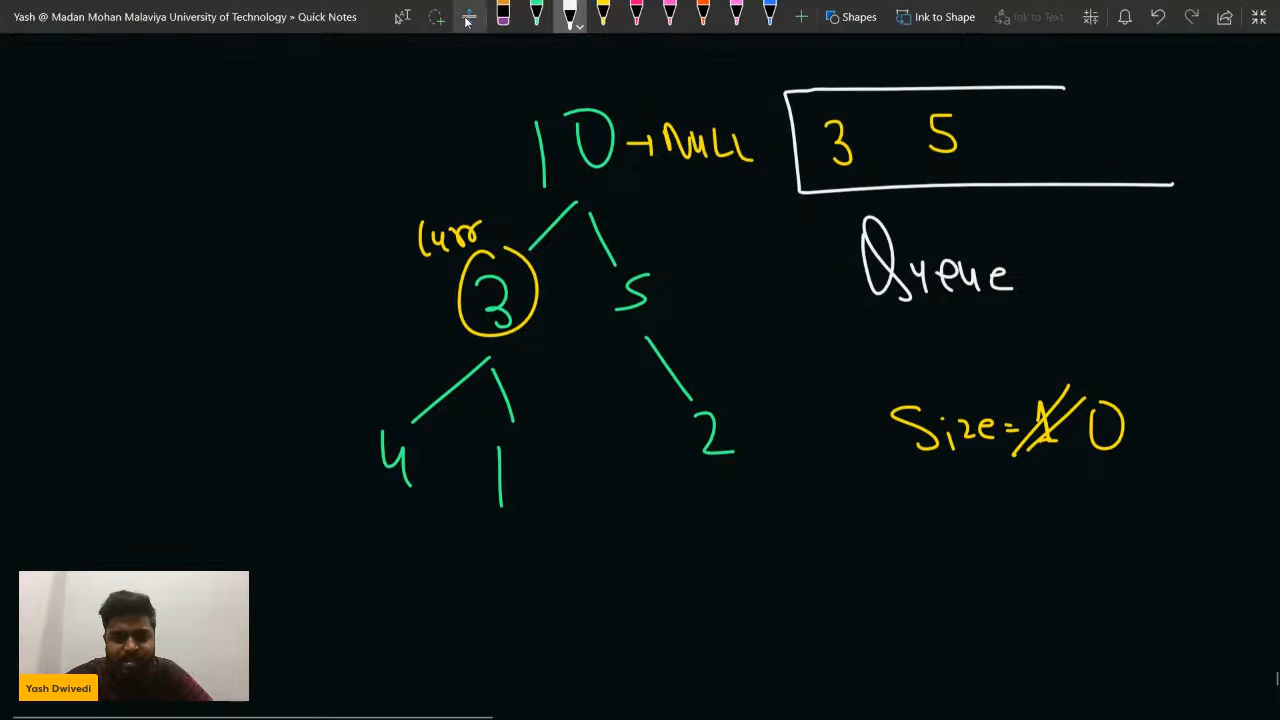 Yash @ Madan Mohan Malaviya University of Technology » Quick Notes
Shapes
Ink to Shape
Ink to Text
10 → NULL
3 5
Curr
3 5
Queue
4 1 2
Size = 1 0
Yash Dwivedi